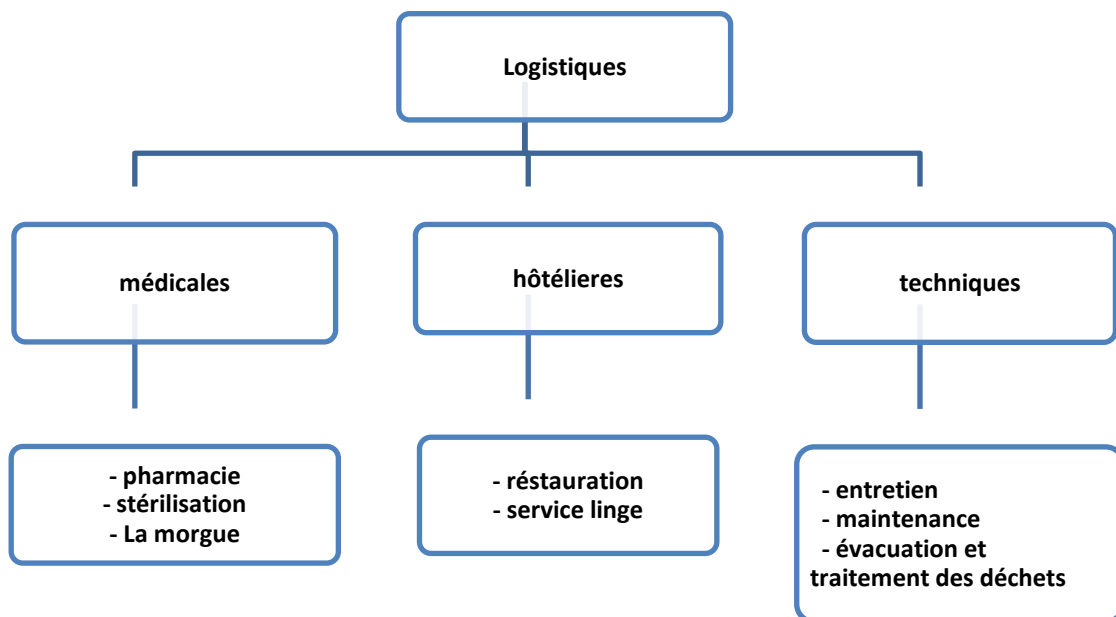 Logistiques
médicales
hôtélieres
techniques
- pharmacie
- stérilisation
- La morgue
- réstauration
- service linge
- entretien
- maintenance
- évacuation et
traitement des déchets